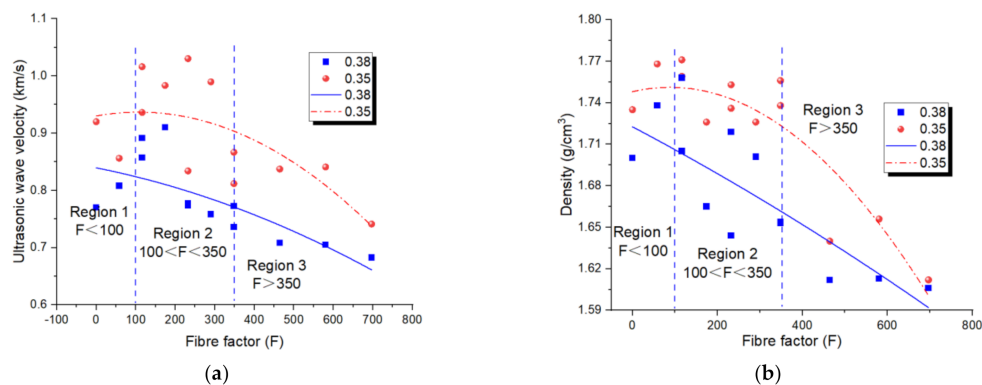 1.1
1.0
0.9
0.8
0.7
0.6
Ultrasonic wave velocity (km/s)
0.38
0.35
0.38
0.35
Region 1
F<100
Region 2
100<F<350
Region 3
F>350
-100 0 100 200 300 400 500 600 700 800
Fibre factor (F)
(a)
1.80
1.77
1.74
1.71
1.68
1.65
1.62
1.59
Density (g/cm³)
Region 3
F>350
0.38
0.35
0.38
0.35
Region 1
F<100
Region 2
100<F<350
0 200 400 600 800
Fibre factor (F)
(b)